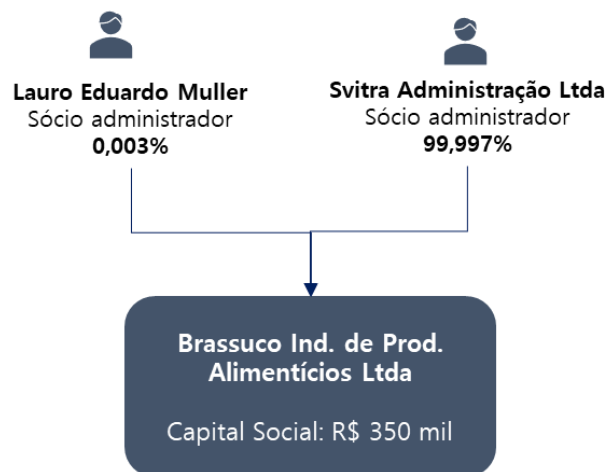 Lauro Eduardo Muller
Sócio administrador
0,003%
Svitra Administração Ltda
Sócio administrador
99,997%
Brassuco Ind. de Prod.
Alimentícios Ltda
Capital Social: R$ 350 mil